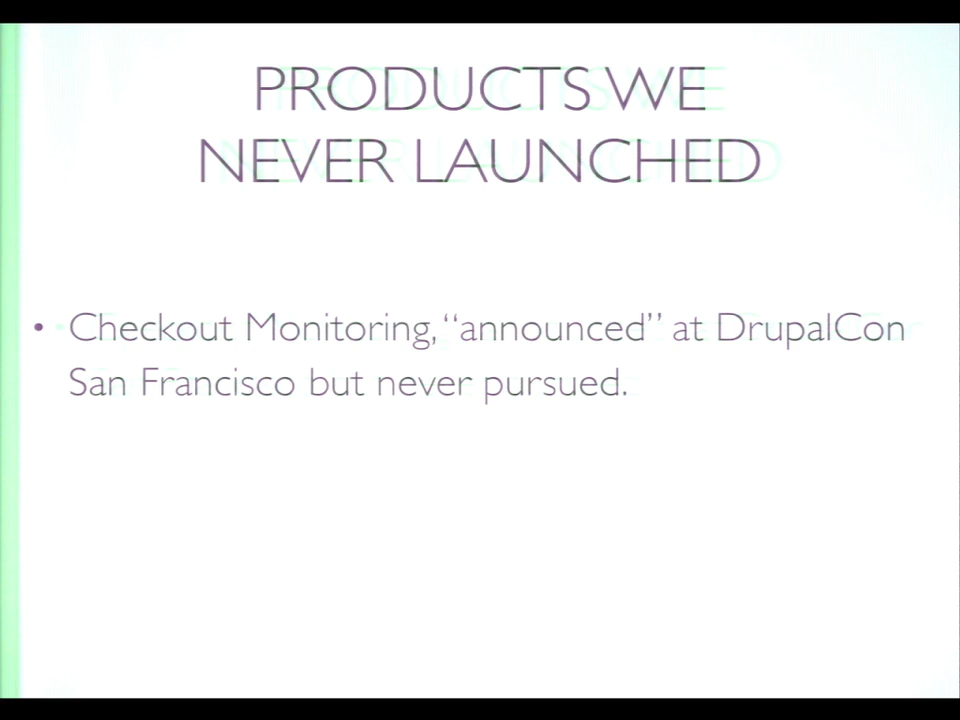 PRODUCTS WE
NEVER LAUNCHED
• Checkout Monitoring, “announced” at DrupalCon
San Francisco but never pursued.